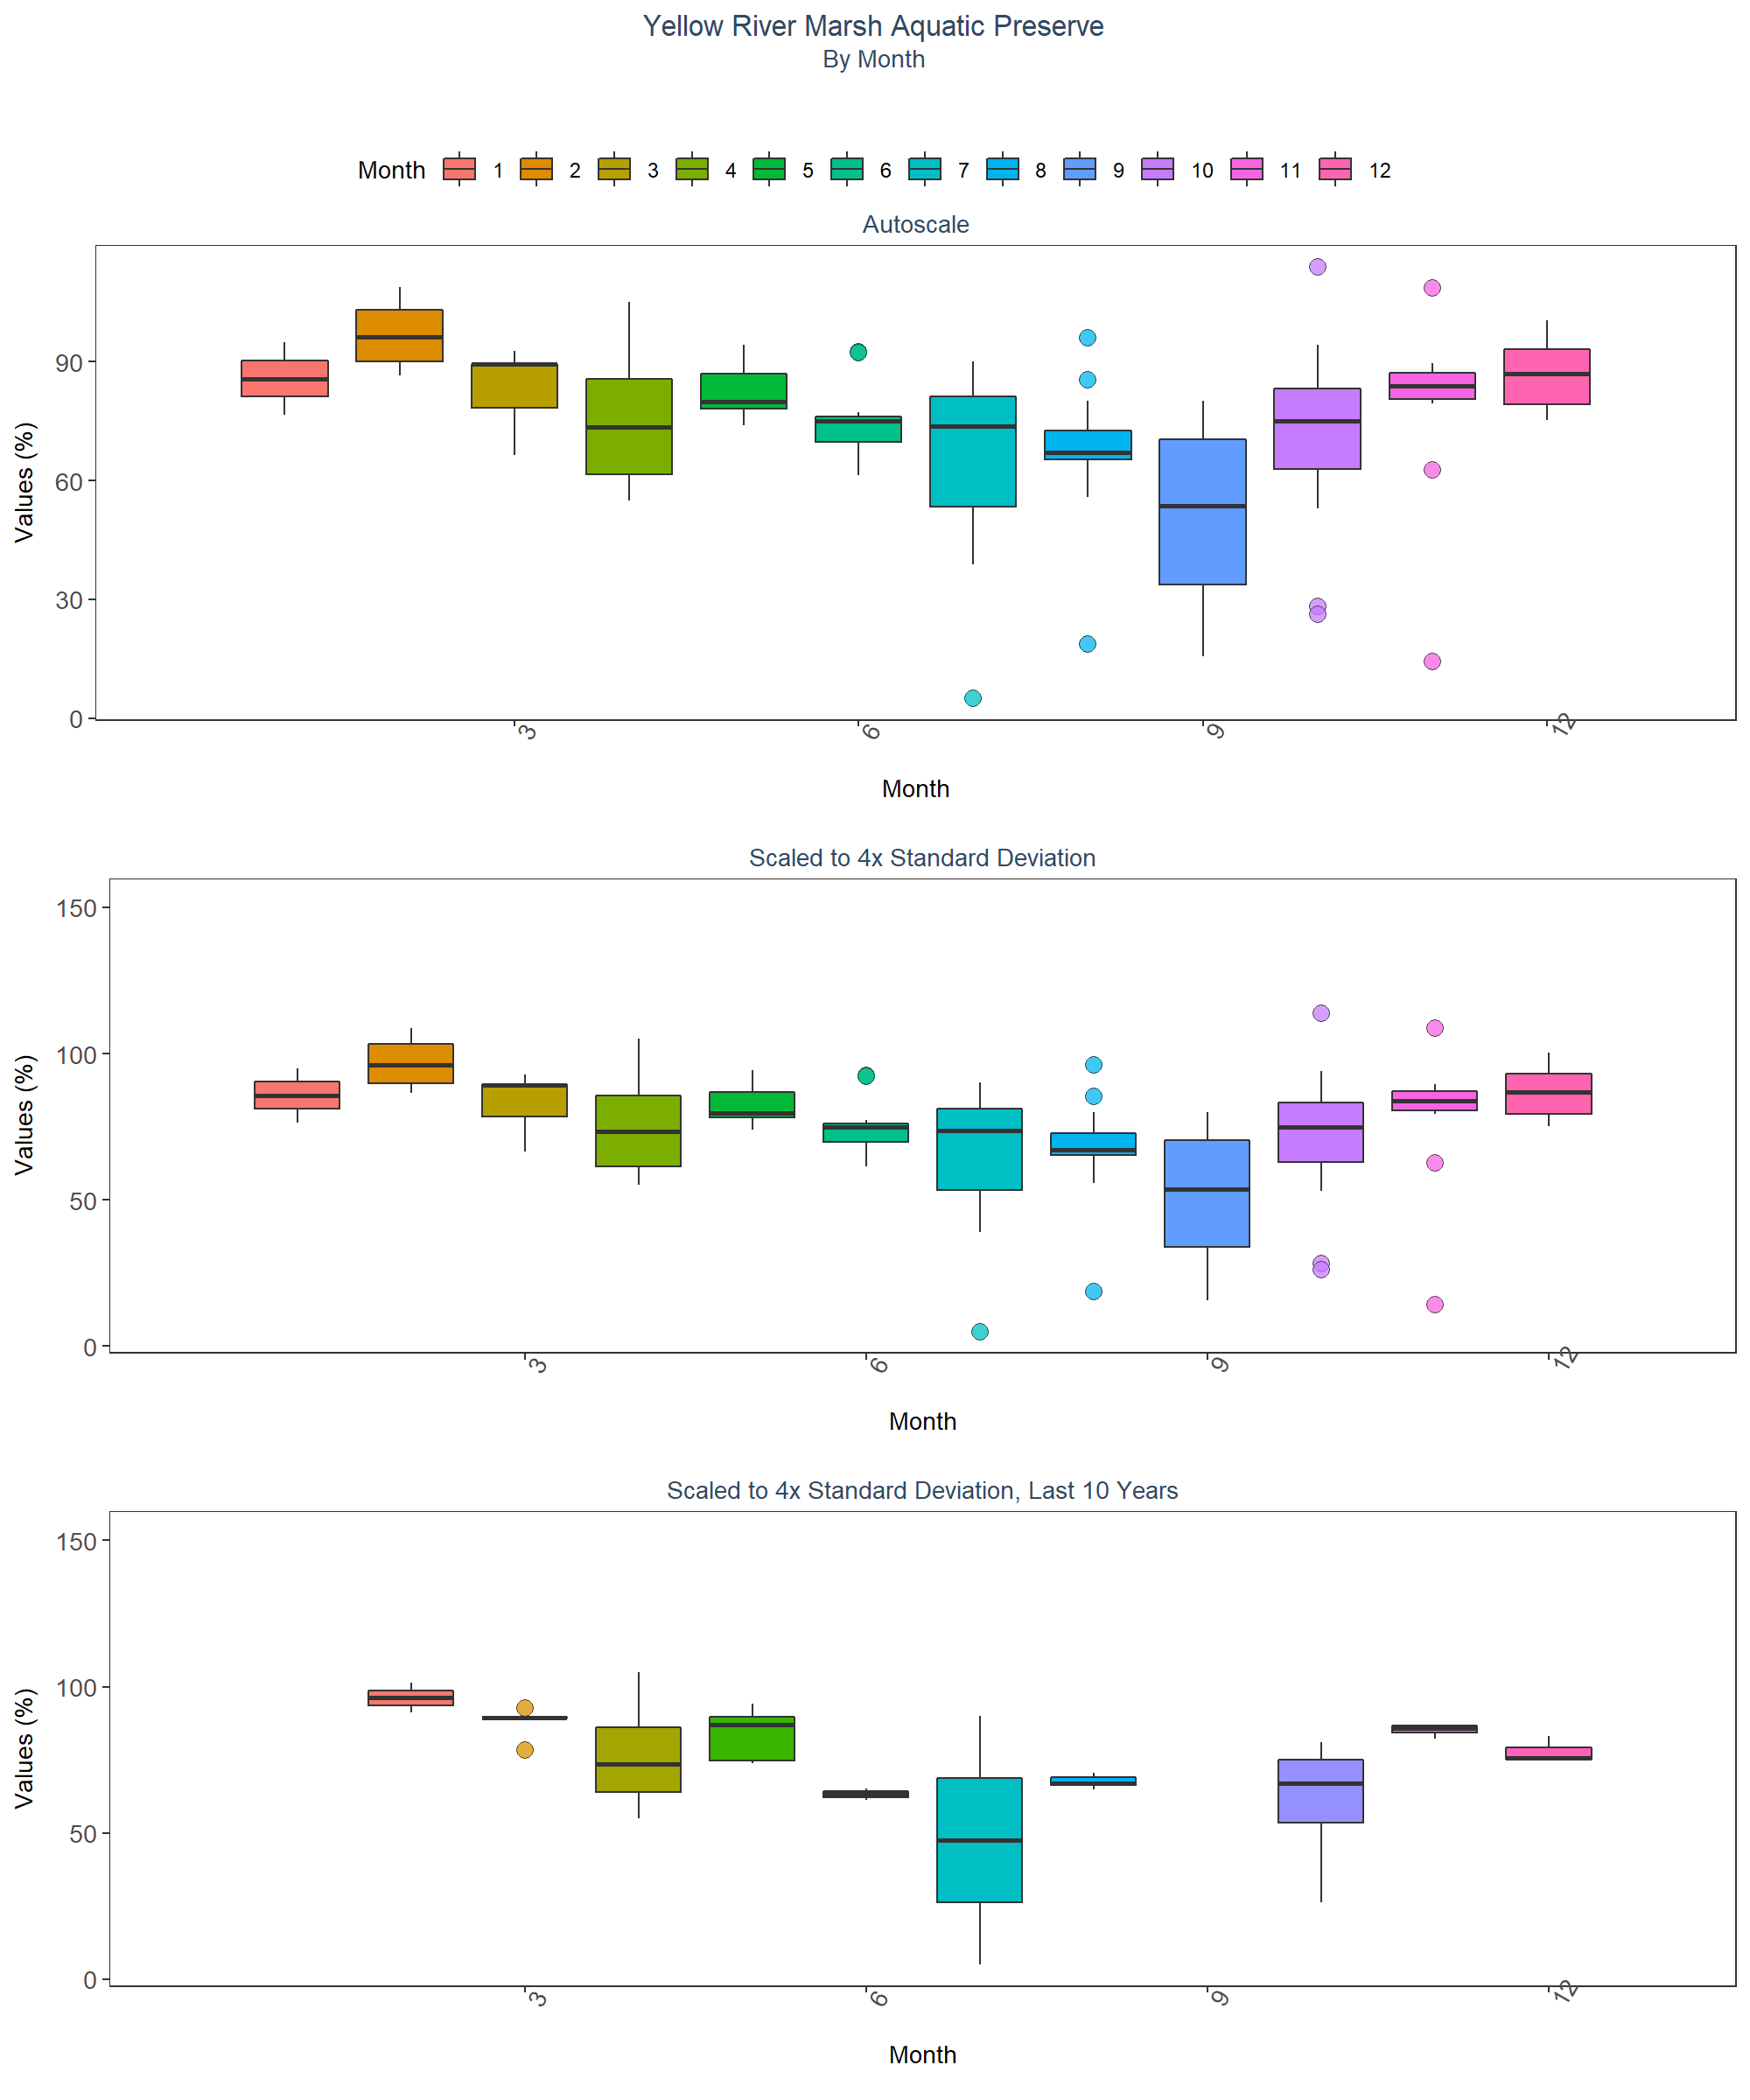 Yellow River Marsh Aquatic Preserve
By Month
Month 1 2 3 4 5 6 7 8 9 10 11 12
Autoscale
Values (%)
90
60
30
0
3 6 9 12
Month
Scaled to 4x Standard Deviation
Values (%)
150
100
50
0
3 6 9 12
Month
Scaled to 4x Standard Deviation, Last 10 Years
Values (%)
150
100
50
0
3 6 9 12
Month